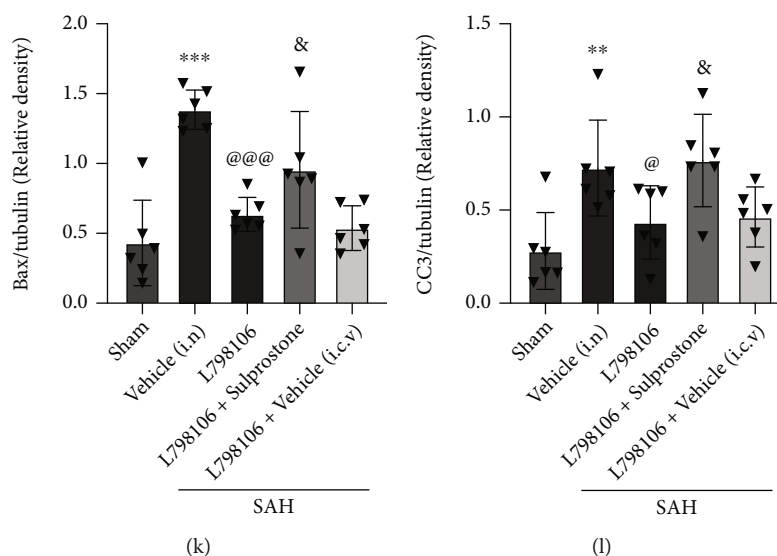 Bax/tubulin (Relative density)
2.0
1.5
1.0
0.5
0.0
***
@@@
&
Sham
Vehicle (i.n)
L798106
L798106 + Sulprostone
L798106 + Vehicle (i.c.v)
SAH
(k)
CC3/tubulin (Relative density)
1.5
1.0
0.5
0.0
**
@
&
Sham
Vehicle (i.n)
L798106
L798106 + Sulprostone
L798106 + Vehicle (i.c.v)
SAH
(l)